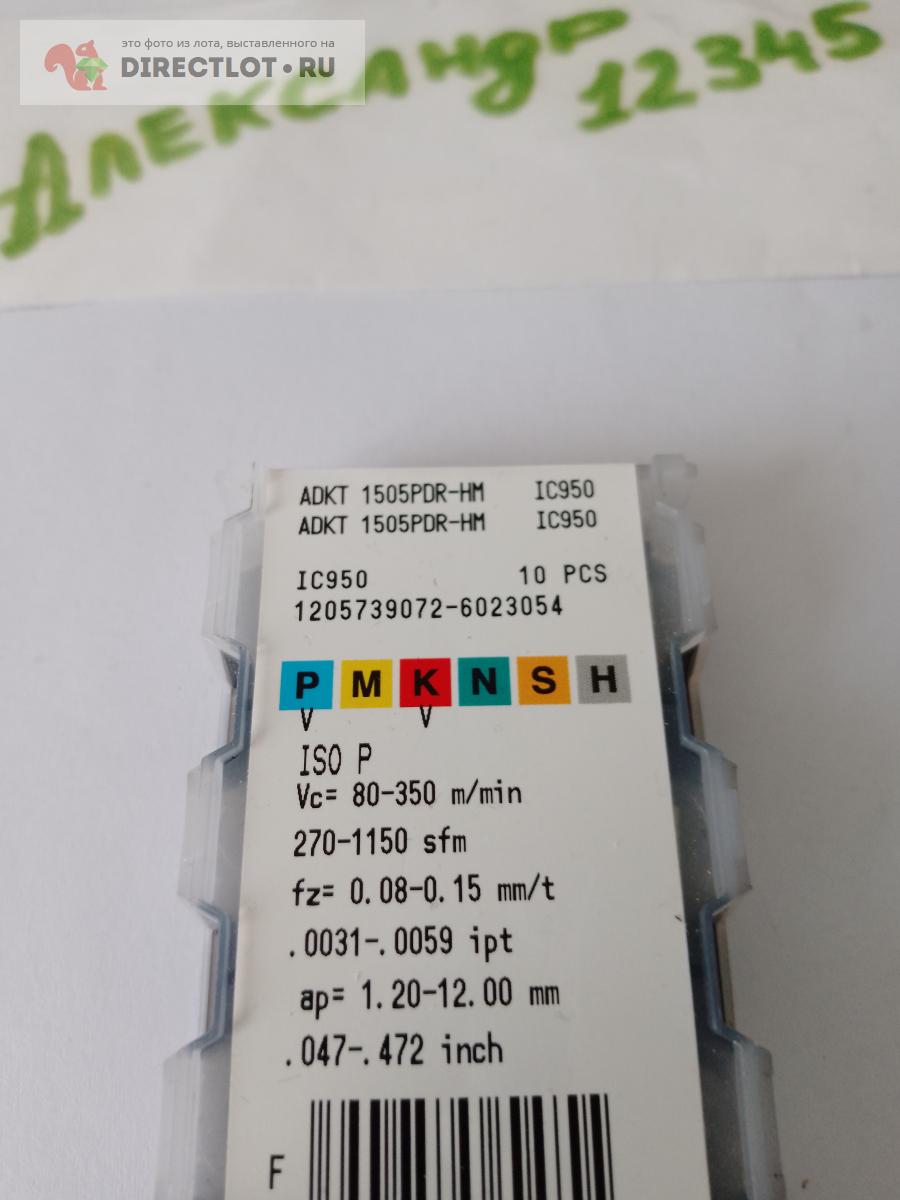 это фото из лота, выставленного на
DIRECTLOT.RU
Александр
12345
ADKT 1505PDR-HM IC950
ADKT 1505PDR-HM IC950
IC950 10 PCS
1205739072-6023054
P M K N S H
V V
ISO P
Vc= 80-350 m/min
270-1150 sfm
fz= 0.08-0.15 mm/t
.0031-.0059 ipt
ap= 1.20-12.00 mm
.047-.472 inch
F